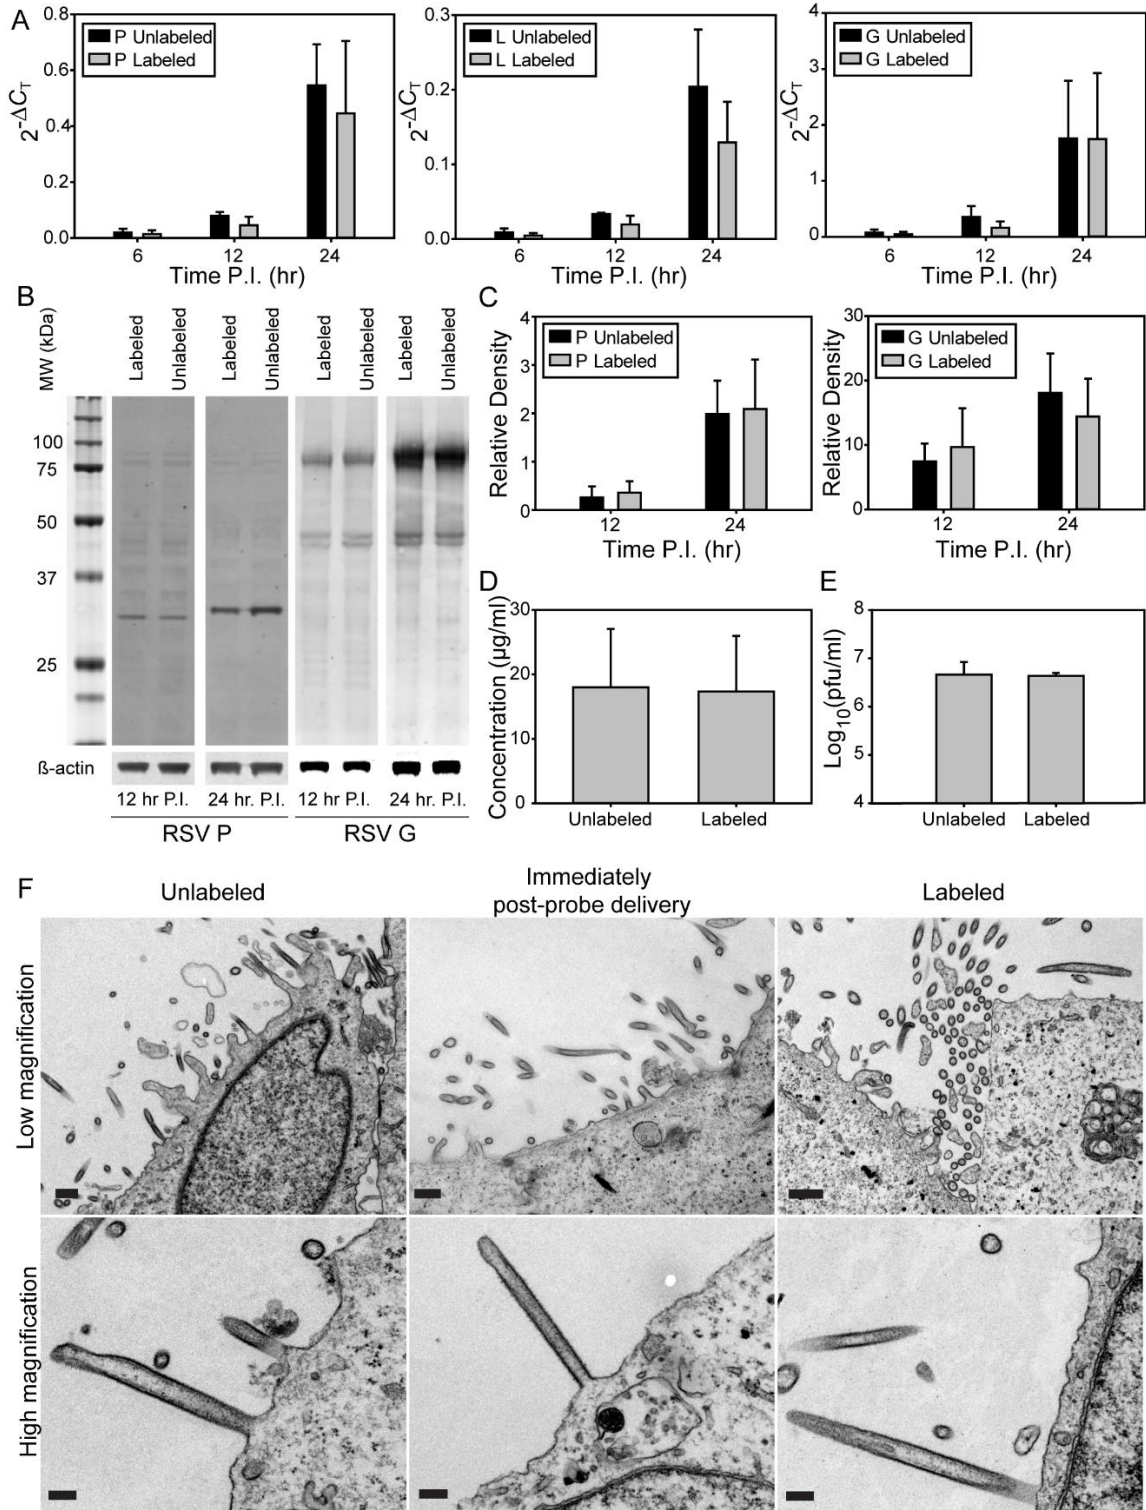 A
P Unlabeled
P Labeled
2^-ΔC_T
0.8
0.6
0.4
0.2
0.0
6 12 24
Time P.I. (hr)
L Unlabeled
L Labeled
2^-ΔC_T
0.3
0.2
0.1
0.0
6 12 24
Time P.I. (hr)
G Unlabeled
G Labeled
2^-ΔC_T
4
3
2
1
0
6 12 24
Time P.I. (hr)
B
MW (kDa)
Labeled
Unlabeled
Labeled
Unlabeled
Labeled
Unlabeled
Labeled
Unlabeled
100
75
50
37
25
ß-actin
12 hr P.I. 24 hr. P.I. 12 hr P.I. 24 hr. P.I.
RSV P RSV G
C
P Unlabeled
P Labeled
Relative Density
4
3
2
1
0
12 24
Time P.I. (hr)
G Unlabeled
G Labeled
Relative Density
30
20
10
0
12 24
Time P.I. (hr)
D
Concentration (µg/ml)
30
20
10
0
Unlabeled Labeled
E
Log10(pfu/ml)
8
7
6
5
4
Unlabeled Labeled
F
Unlabeled
Immediately
post-probe delivery
Labeled
Low magnification
High magnification